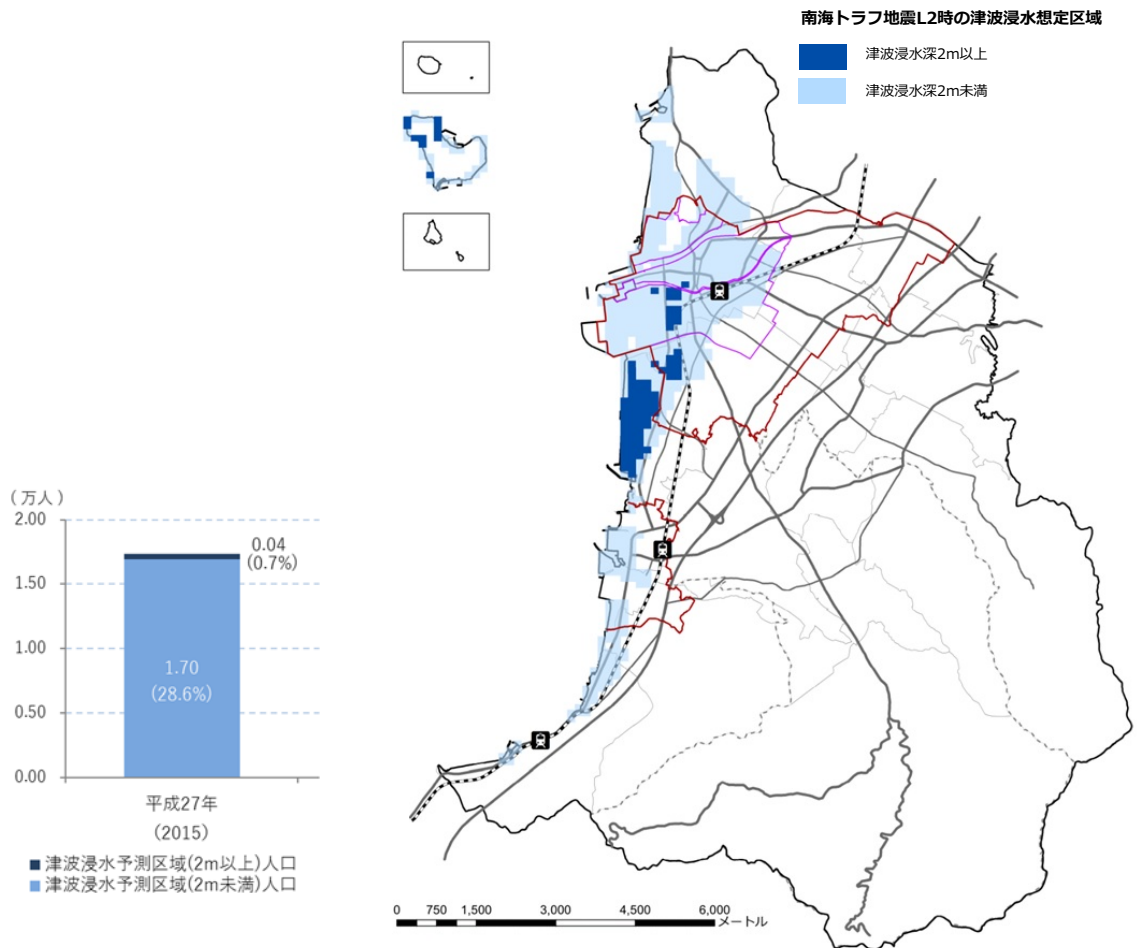 南海トラフ地震L2時の津波浸水想定区域
津波浸水深2m以上
津波浸水深2m未満
（万人）
2.00
1.50
1.00
0.50
0.00
0.04
(0.7%)
1.70
(28.6%)
平成27年
(2015)
津波浸水予測区域(2m以上)人口
津波浸水予測区域(2m未満)人口
0 750 1,500 3,000 4,500 6,000
メートル